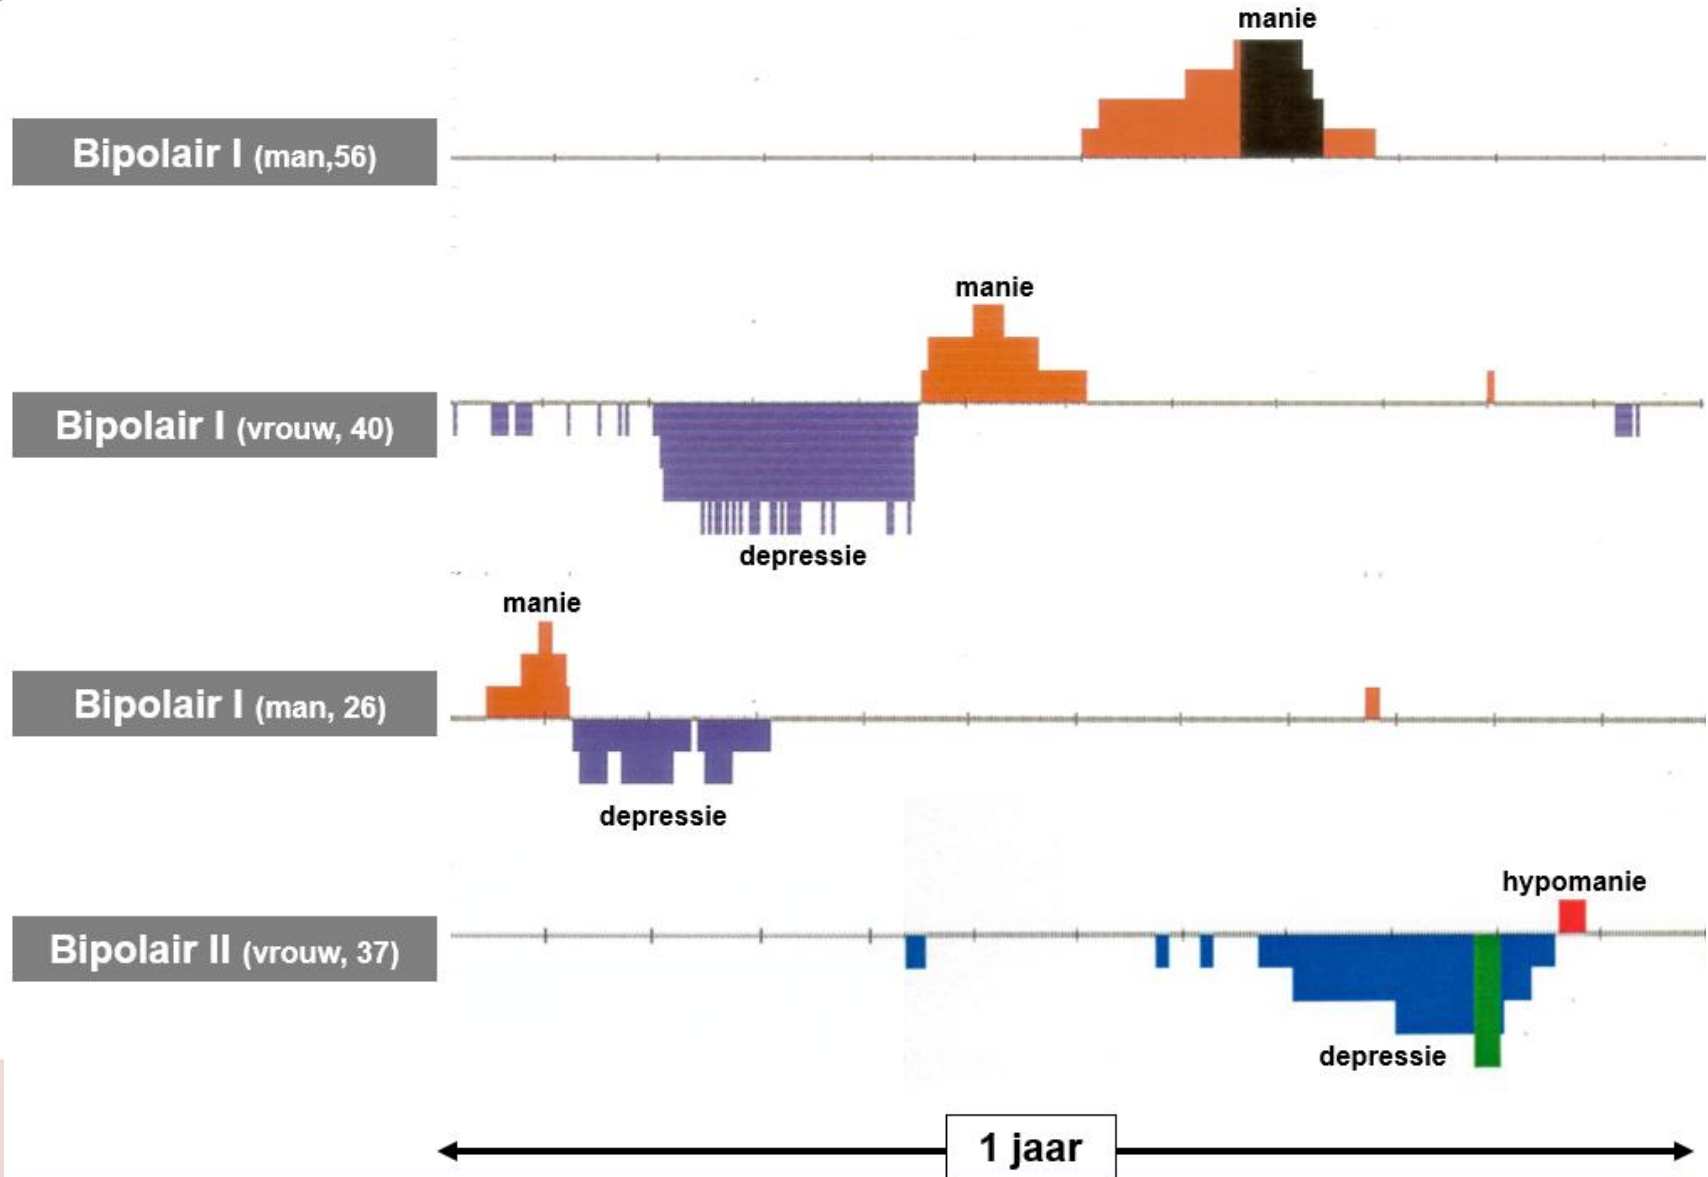 manie
Bipolair I (man,56)
manie
Bipolair I (vrouw, 40)
depressie
manie
Bipolair I (man, 26)
depressie
hypomanie
Bipolair II (vrouw, 37)
depressie
1 jaar